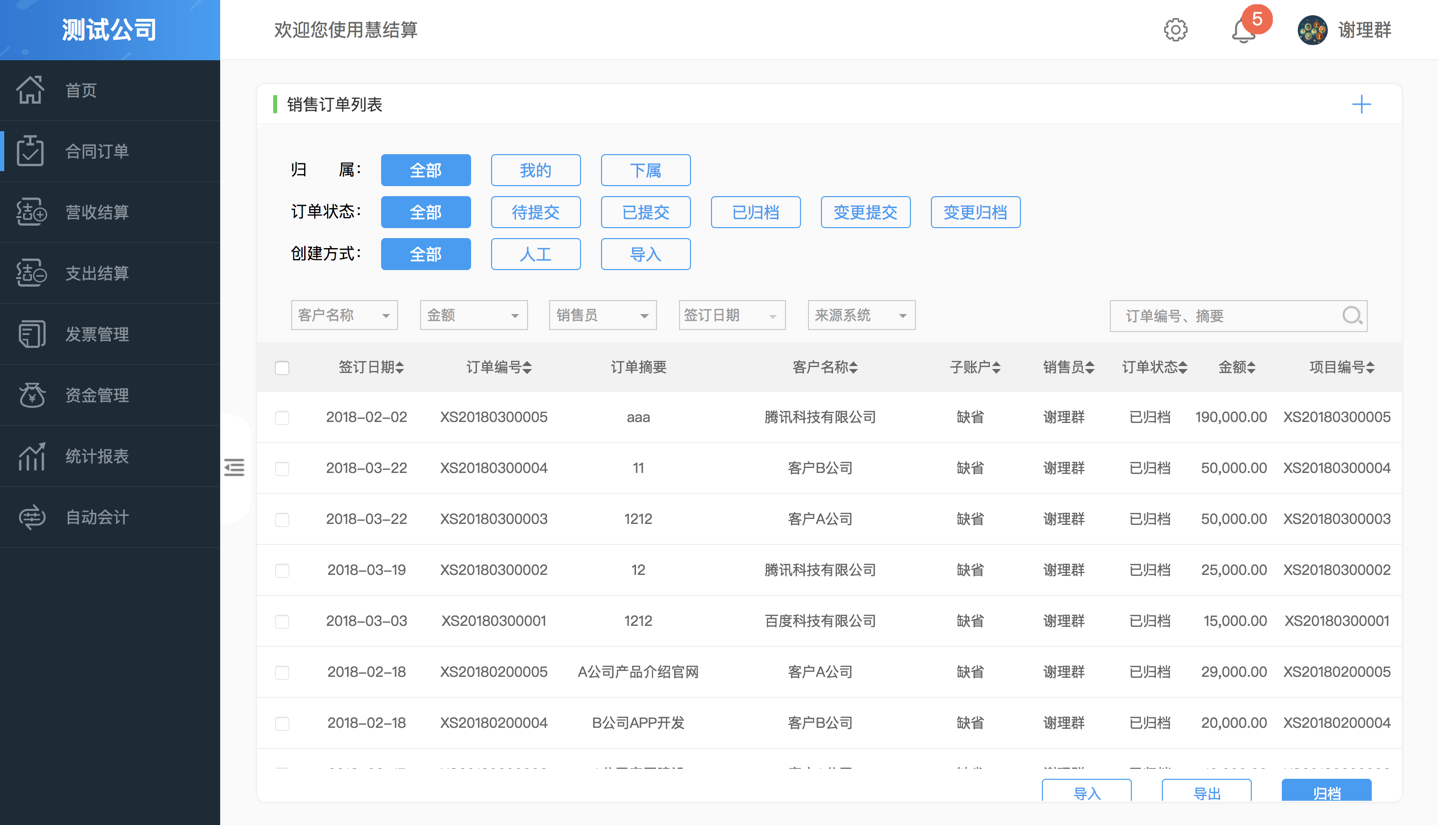 测试公司
欢迎您使用慧结算
5
谢理群
首页
合同订单
营收结算
支出结算
发票管理
资金管理
统计报表
自动会计
销售订单列表
归 属： 全部 我的 下属
订单状态： 全部 待提交 已提交 已归档 变更提交 变更归档
创建方式： 全部 人工 导入
客户名称 金额 销售员 签订日期 来源系统 订单编号、摘要
签订日期 订单编号 订单摘要 客户名称 子账户 销售员 订单状态 金额 项目编号
2018-02-02 XS20180300005 aaa 腾讯科技有限公司 缺省 谢理群 已归档 190,000.00 XS20180300005
2018-03-22 XS20180300004 11 客户B公司 缺省 谢理群 已归档 50,000.00 XS20180300004
2018-03-22 XS20180300003 1212 客户A公司 缺省 谢理群 已归档 50,000.00 XS20180300003
2018-03-19 XS20180300002 12 腾讯科技有限公司 缺省 谢理群 已归档 25,000.00 XS20180300002
2018-03-03 XS20180300001 1212 百度科技有限公司 缺省 谢理群 已归档 15,000.00 XS20180300001
2018-02-18 XS20180200005 A公司产品介绍官网 客户A公司 缺省 谢理群 已归档 29,000.00 XS20180200005
2018-02-18 XS20180200004 B公司APP开发 客户B公司 缺省 谢理群 已归档 20,000.00 XS20180200004
导入 导出 归档